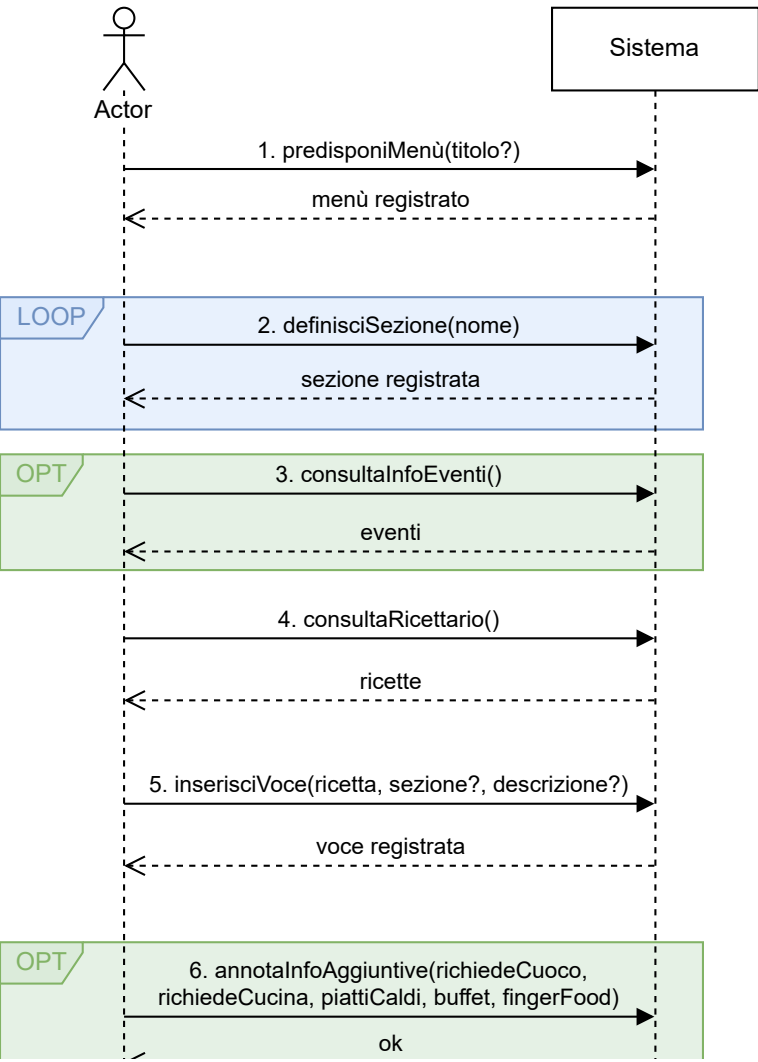 Sistema
Actor
1. predisponiMenù(titolo?)
menù registrato
LOOP
2. definisciSezione(nome)
sezione registrata
OPT
3. consultaInfoEventi()
eventi
4. consultaRicettario()
ricette
5. inserisciVoce(ricetta, sezione?, descrizione?)
voce registrata
OPT
6. annotaInfoAggiuntive(richiedeCuoco,
richiedeCucina, piattiCaldi, buffet, fingerFood)
ok